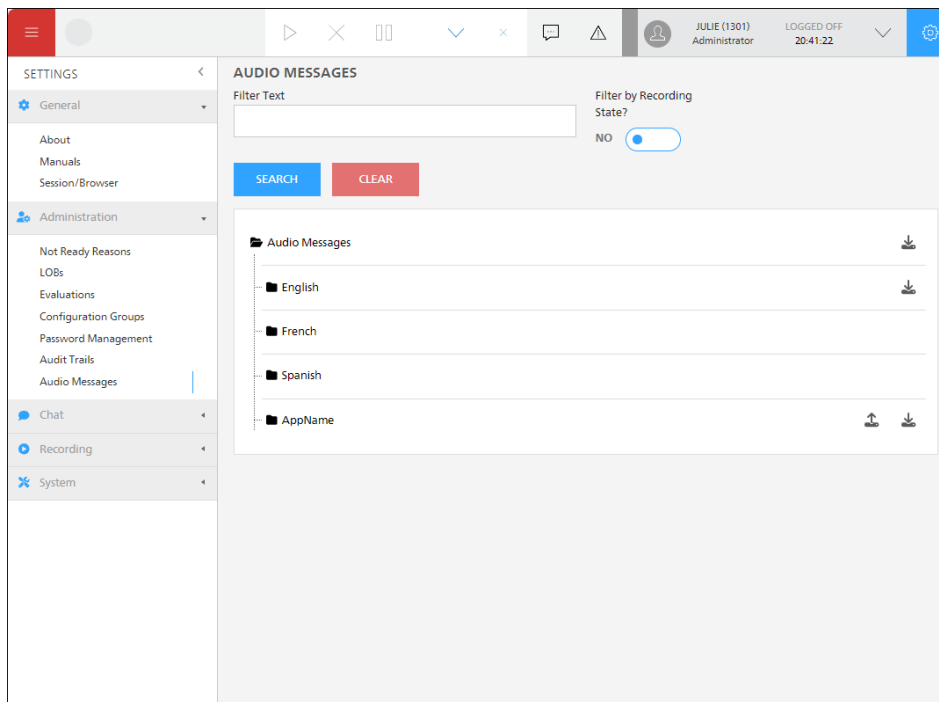 JULIE (1301)
Administrator
LOGGED OFF
20:41:22
SETTINGS
General
About
Manuals
Session/Browser
Administration
Not Ready Reasons
LOBs
Evaluations
Configuration Groups
Password Management
Audit Trails
Audio Messages
Chat
Recording
System
AUDIO MESSAGES
Filter Text
Filter by Recording
State?
NO
SEARCH
CLEAR
Audio Messages
English
French
Spanish
AppName